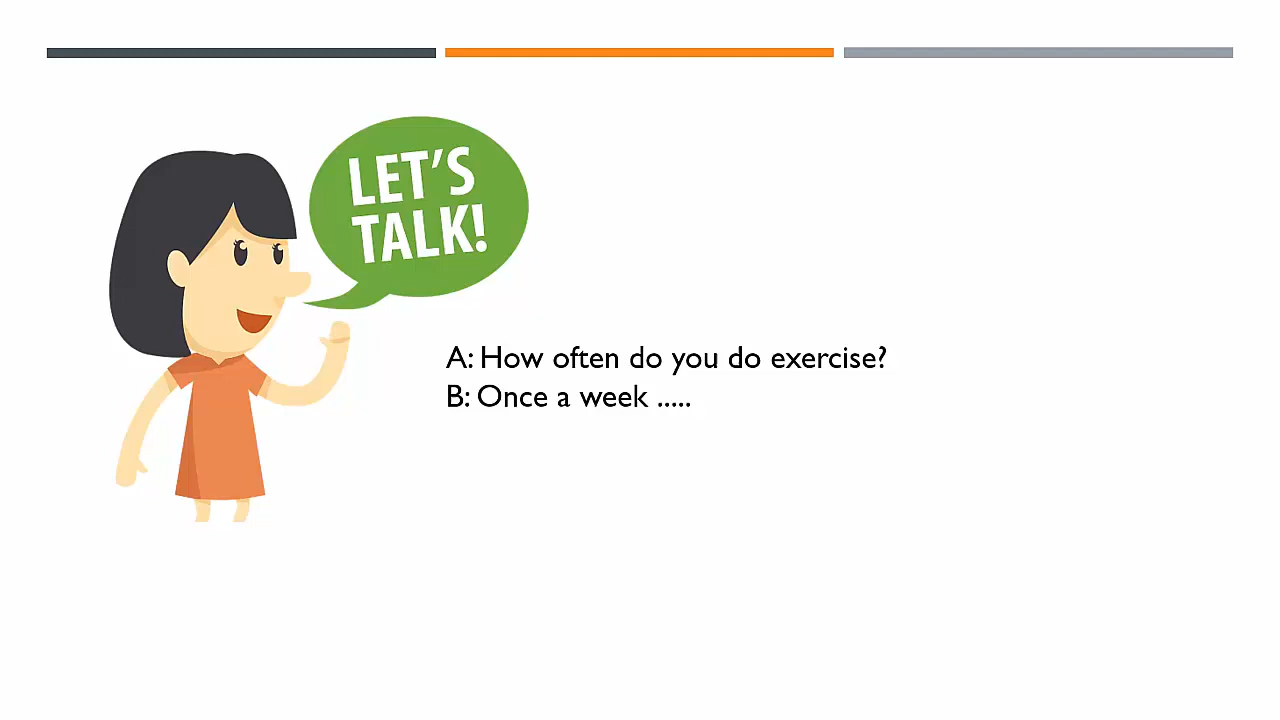 LET'S
TALK!
A: How often do you do exercise?
B: Once a week .....